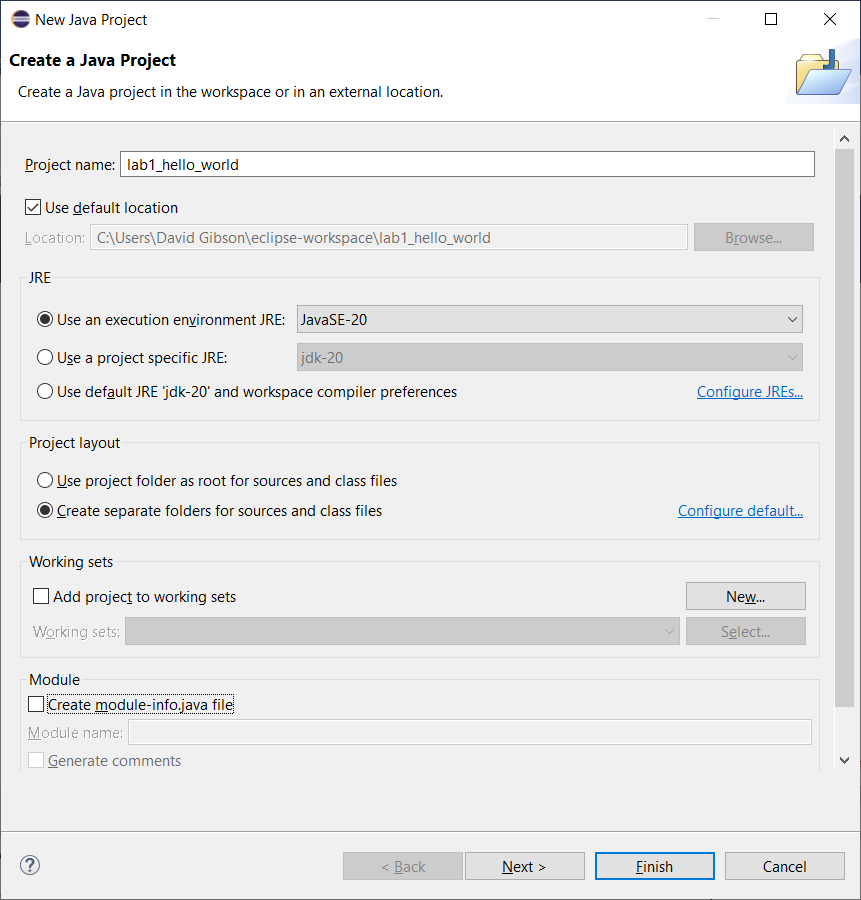 New Java Project
Create a Java Project
Create a Java project in the workspace or in an external location.
Project name: lab1_hello_world
Use default location
Location: C:\Users\David Gibson\eclipse-workspace\lab1_hello_world Browse...
JRE
Use an execution environment JRE: JavaSE-20
Use a project specific JRE: jdk-20
Use default JRE 'jdk-20' and workspace compiler preferences Configure JREs...
Project layout
Use project folder as root for sources and class files
Create separate folders for sources and class files Configure default...
Working sets
Add project to working sets New...
Working sets: Select...
Module
Create module-info.java file
Module name:
Generate comments
? < Back Next > Finish Cancel